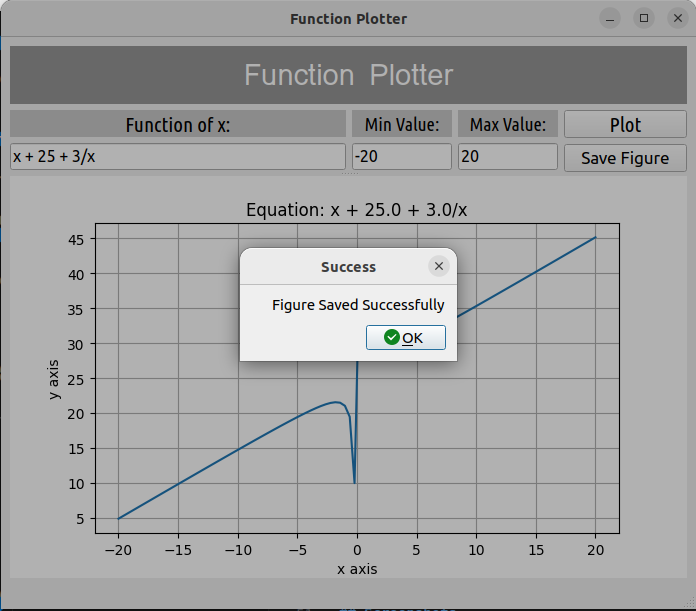 Function Plotter
Function Plotter
Function of x: Min Value: Max Value: Plot
x + 25 + 3/x -20 20 Save Figure
Equation: x + 25.0 + 3.0/x
45
40
35
30
25
20
15
10
5
y axis
Success
Figure Saved Successfully
OK
−20 −15 −10 −5 0 5 10 15 20
x axis